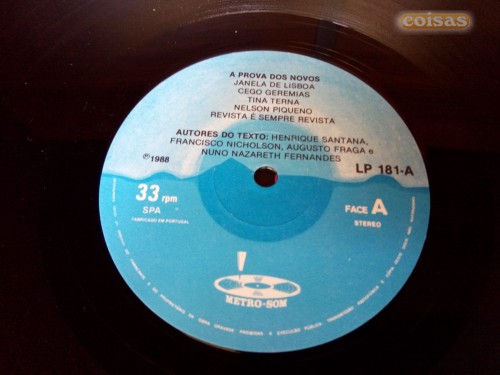 coisas
A PROVA DOS NOVOS
JANELA DE LISBOA
CEGO GEREMIAS
TINA TERNA
NELSON PIQUENO
REVISTA É SEMPRE REVISTA
AUTORES DO TEXTO: HENRIQUE SANTANA,
FRANCISCO NICHOLSON, AUGUSTO FRAGA e
NUNO NAZARETH FERNANDES
℗1988
LP 181-A
33 rpm
SPA
FABRICADO EM PORTUGAL
FACE A
STEREO
METRO-SOM